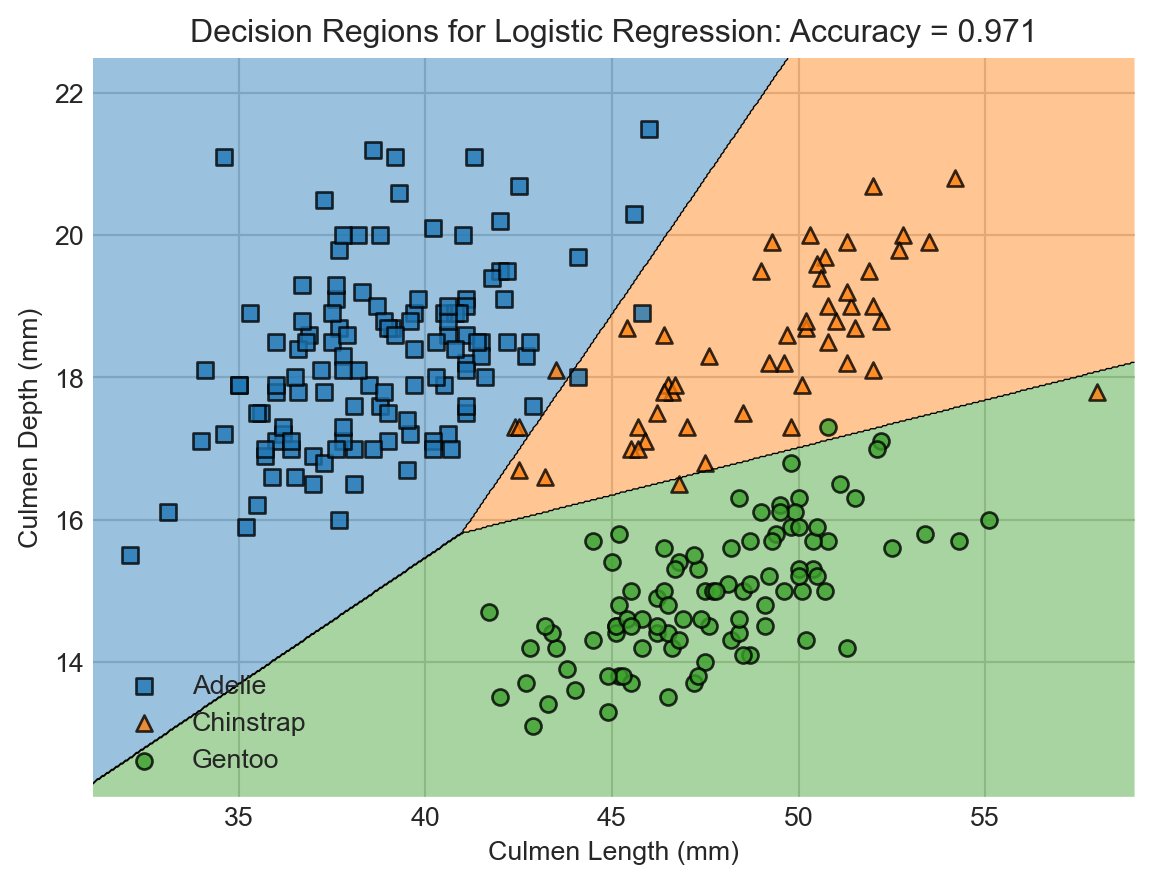 Decision Regions for Logistic Regression: Accuracy = 0.971
22
20
18
16
14
Culmen Depth (mm)
Adelie
Chinstrap
Gentoo
35 40 45 50 55
Culmen Length (mm)